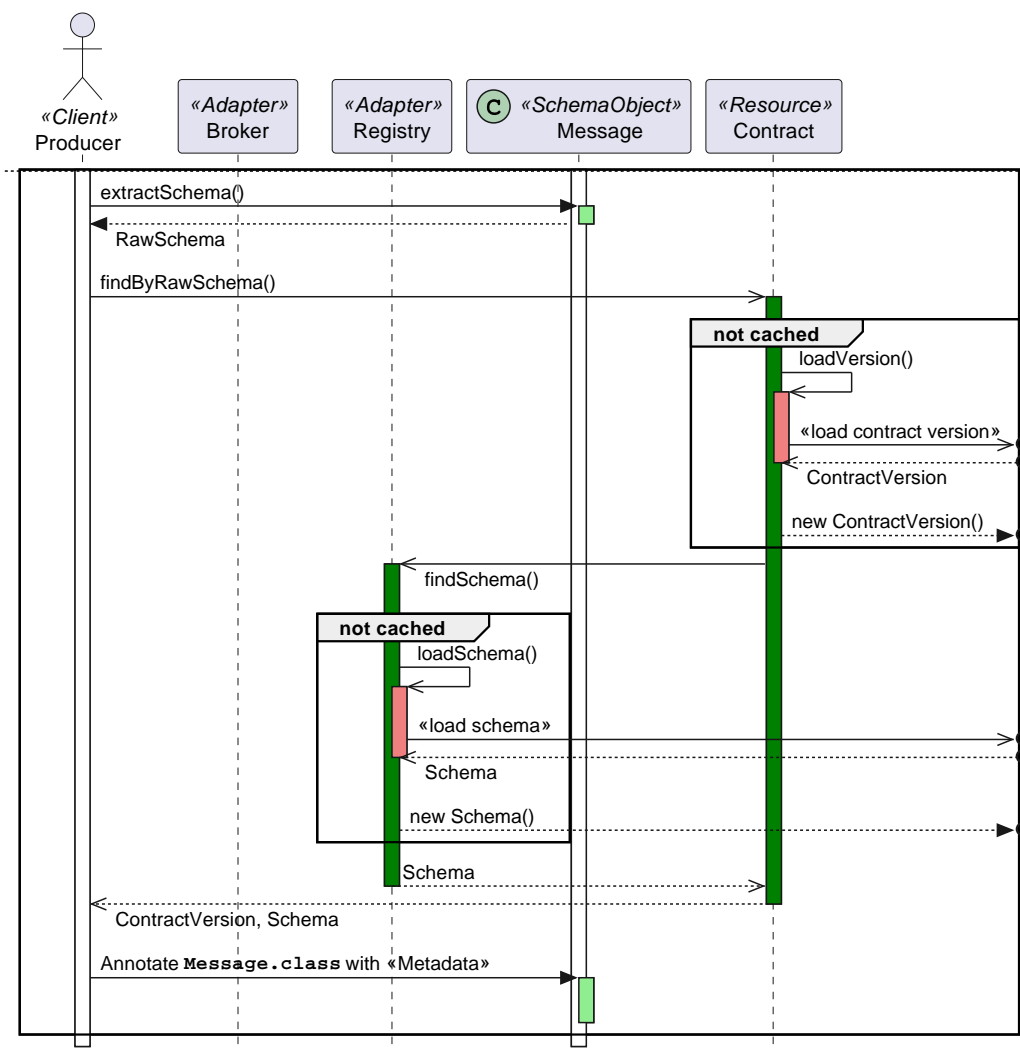 «Client»
Producer
«Adapter»
Broker
«Adapter»
Registry
C «SchemaObject»
Message
«Resource»
Contract
extractSchema()
RawSchema
findByRawSchema()
not cached
loadVersion()
«load contract version»
ContractVersion
new ContractVersion()
findSchema()
not cached
loadSchema()
«load schema»
Schema
new Schema()
Schema
ContractVersion, Schema
Annotate Message.class with «Metadata»